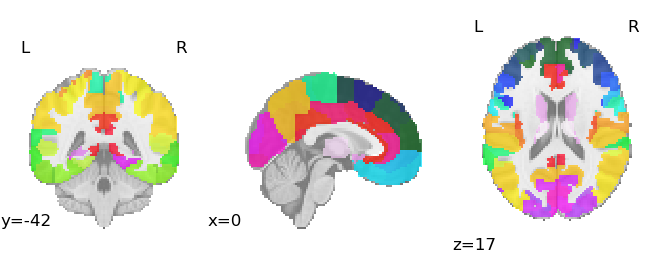 L R
y=-42
x=0
L R
z=17